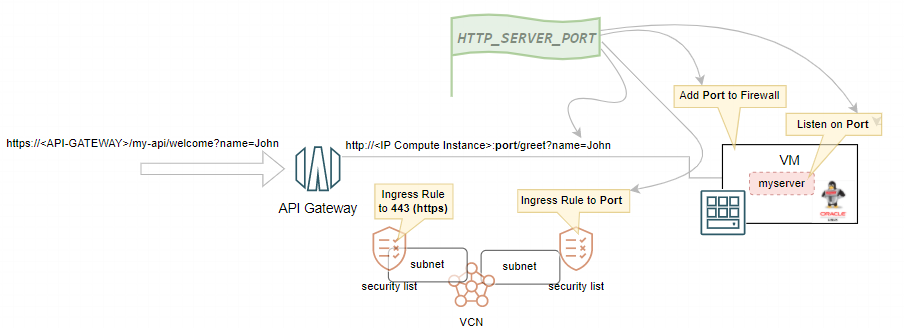 HTTP_SERVER_PORT
Add Port to Firewall
Listen on Port
https://<API-GATEWAY>/my-api/welcome?name=John
http://<IP Compute Instance>:port/greet?name=John
VM
myserver
ORACLE
LINUX
API Gateway
Ingress Rule
to 443 (https)
Ingress Rule to Port
subnet
subnet
security list
security list
VCN